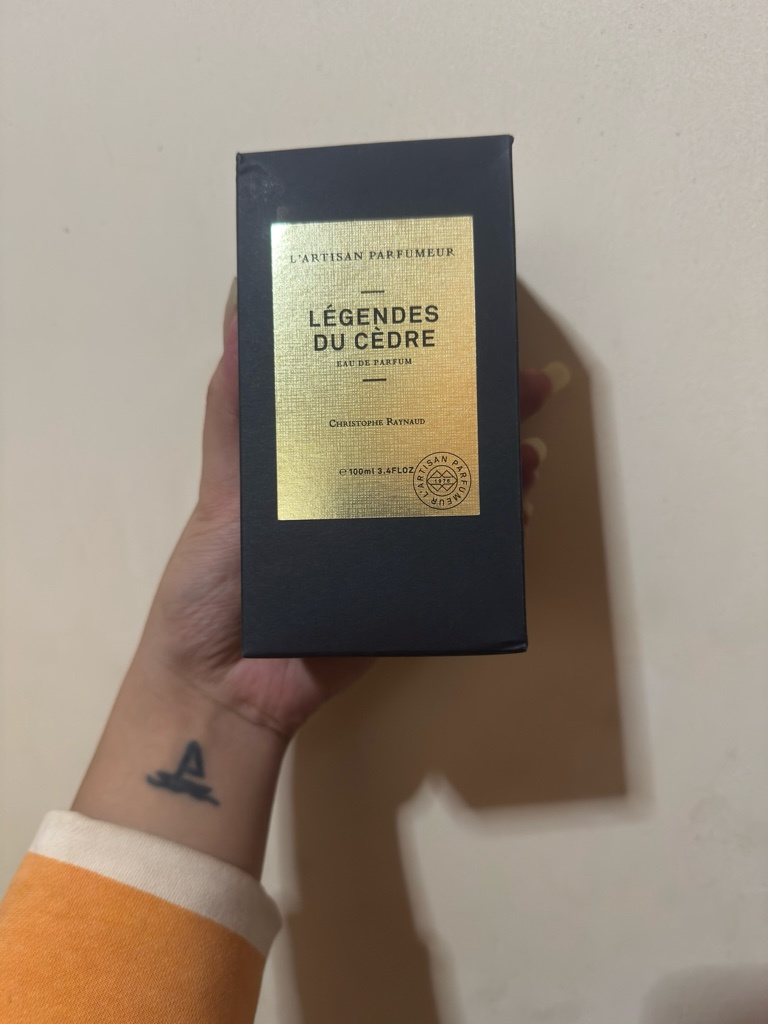 L'ARTISAN PARFUMEUR
LÉGENDES
DU CÈDRE
EAU DE PARFUM
CHRISTOPHE RAYNAUD
℮ 100ml 3.4FLOZ
L'ARTISAN PARFUMEUR
1976
A